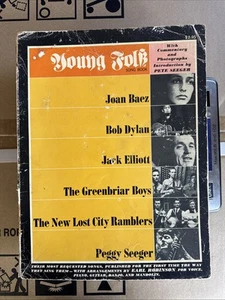 $2.95
Young Folk
SONG BOOK
With
Commentary
and
Photographs
Introduction by
PETE SEEGER
Joan Baez
Bob Dylan
Jack Elliott
The Greenbriar Boys
The New Lost City Ramblers
Peggy Seeger
THEIR MOST REQUESTED SONGS, PUBLISHED FOR THE FIRST TIME THE WAY
THEY SING THEM—WITH ARRANGEMENTS BY EARL ROBINSON FOR VOICE,
PIANO, GUITAR, BANJO, AND MANDOLIN.